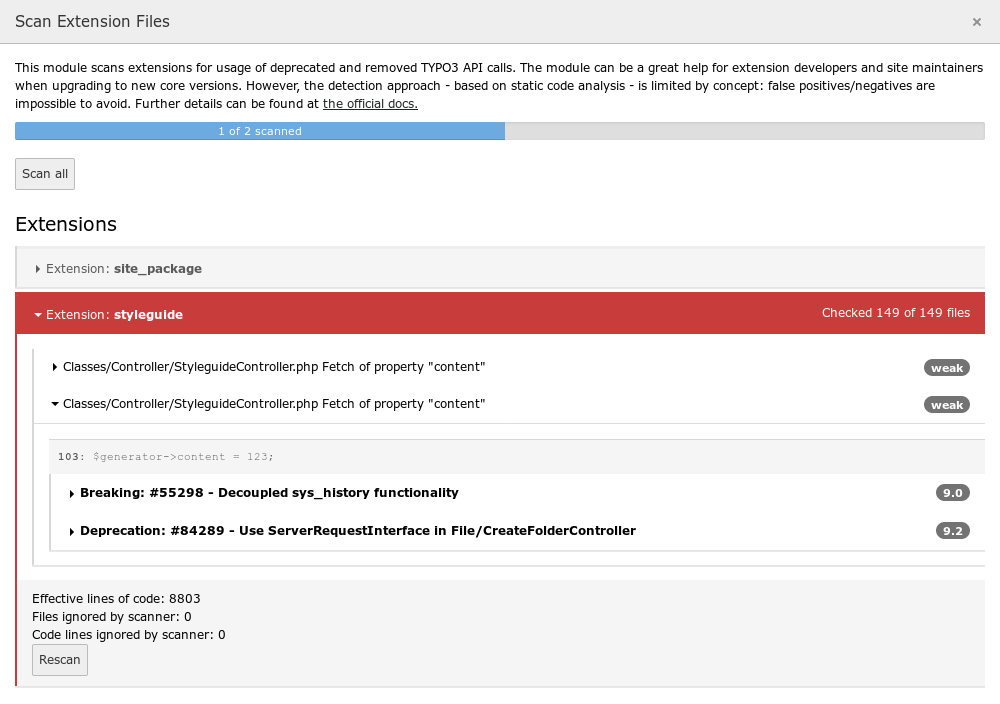 Scan Extension Files ×
This module scans extensions for usage of deprecated and removed TYPO3 API calls. The module can be a great help for extension developers and site maintainers
when upgrading to new core versions. However, the detection approach - based on static code analysis - is limited by concept: false positives/negatives are
impossible to avoid. Further details can be found at the official docs.
1 of 2 scanned
Scan all
Extensions
Extension: site_package
Extension: styleguide Checked 149 of 149 files
Classes/Controller/StyleguideController.php Fetch of property "content" weak
Classes/Controller/StyleguideController.php Fetch of property "content" weak
103: $generator->content = 123;
Breaking: #55298 - Decoupled sys_history functionality 9.0
Deprecation: #84289 - Use ServerRequestInterface in File/CreateFolderController 9.2
Effective lines of code: 8803
Files ignored by scanner: 0
Code lines ignored by scanner: 0
Rescan